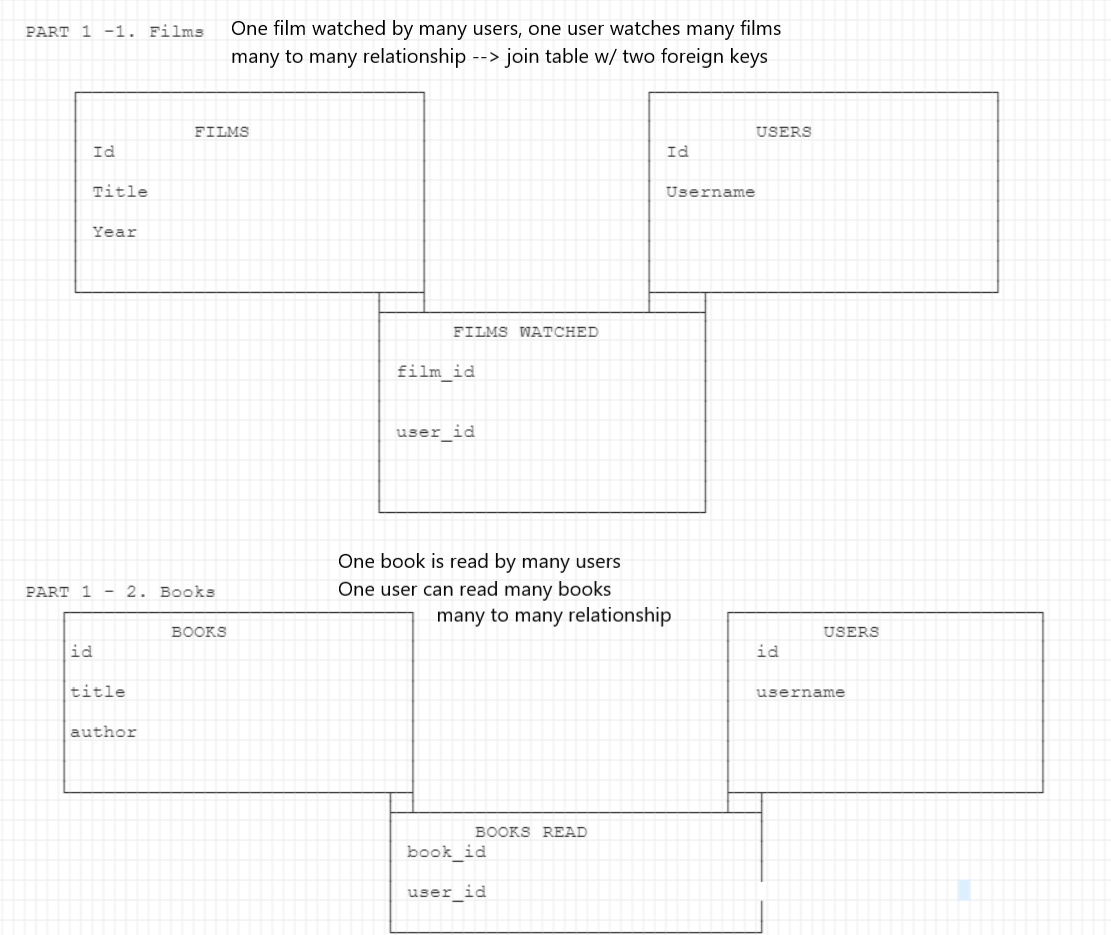 PART 1 -1. Films
One film watched by many users, one user watches many films
many to many relationship --> join table w/ two foreign keys
FILMS
Id
Title
Year
USERS
Id
Username
FILMS WATCHED
film_id
user_id
One book is read by many users
PART 1 - 2. Books
One user can read many books
many to many relationship
BOOKS
id
title
author
USERS
id
username
BOOKS READ
book_id
user_id